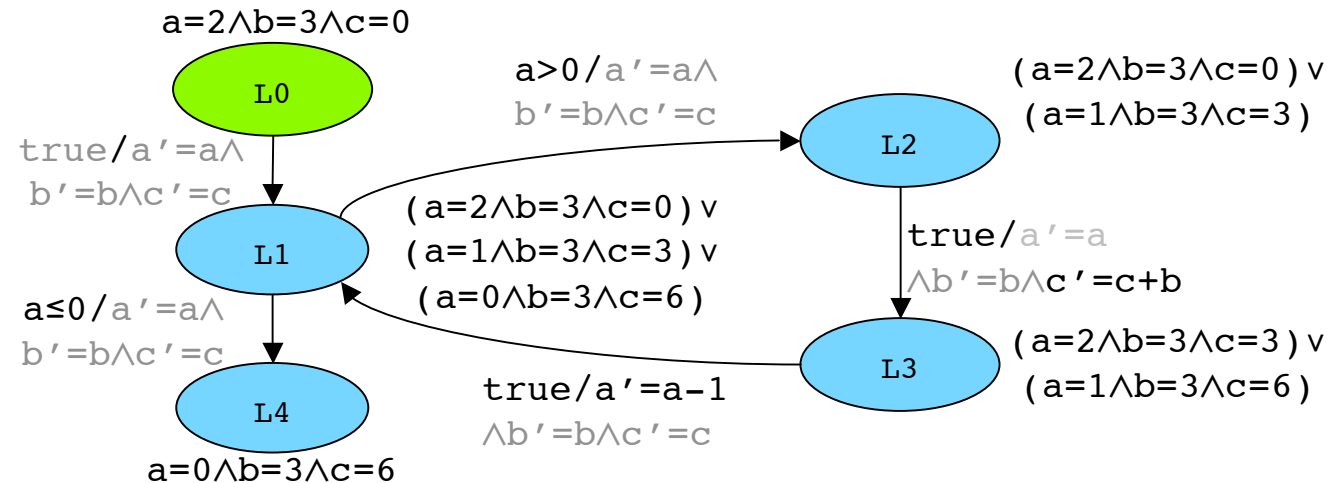 a=2∧b=3∧c=0
L0
true/a′=a∧
b′=b∧c′=c
a>0/a′=a∧
b′=b∧c′=c
L2
(a=2∧b=3∧c=0)∨
(a=1∧b=3∧c=3)
L1
(a=2∧b=3∧c=0)∨
(a=1∧b=3∧c=3)∨
(a=0∧b=3∧c=6)
true/a′=a
∧b′=b∧c′=c+b
a≤0/a′=a∧
b′=b∧c′=c
L3
(a=2∧b=3∧c=3)∨
(a=1∧b=3∧c=6)
true/a′=a-1
∧b′=b∧c′=c
L4
a=0∧b=3∧c=6